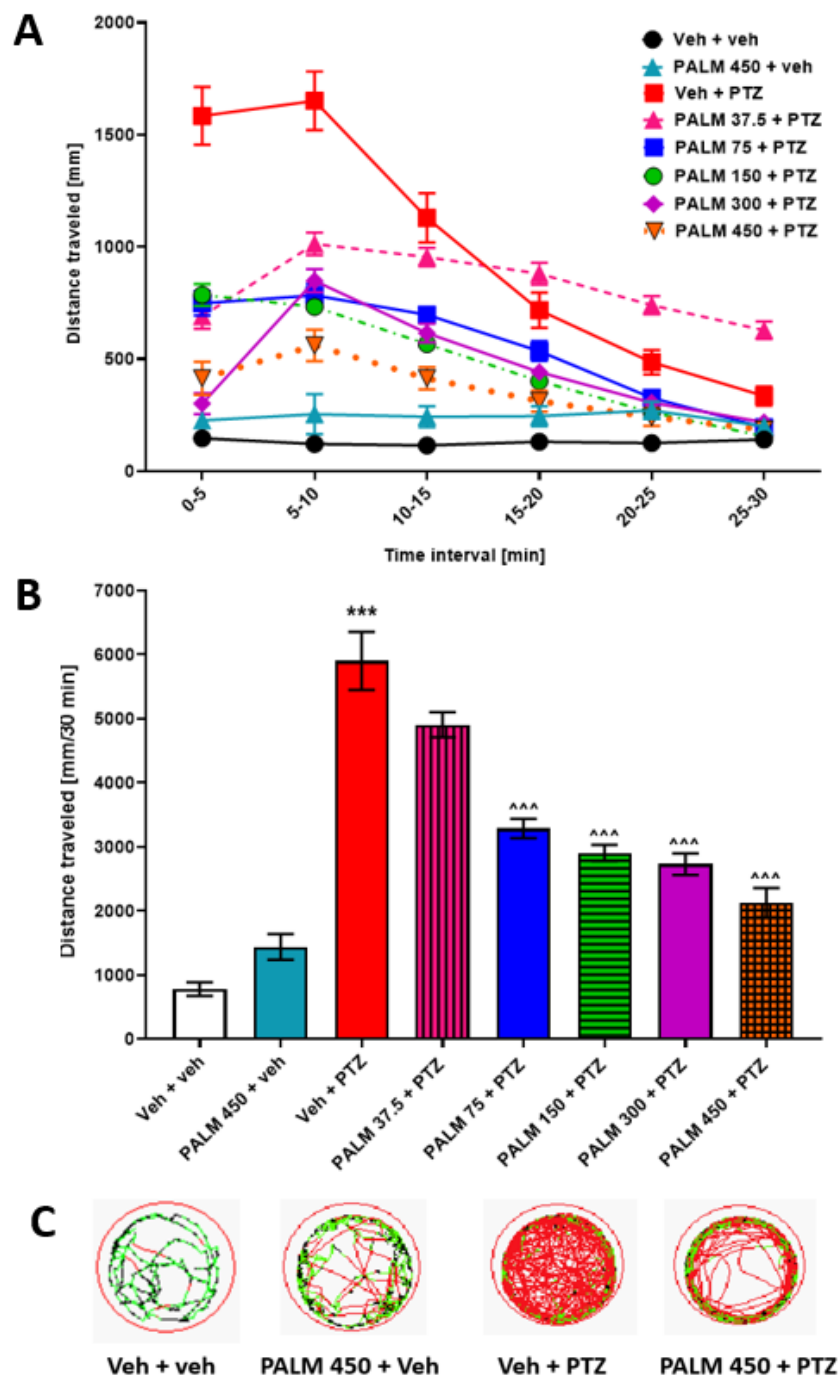 A
2000
1500
1000
500
0
Distance traveled [mm]
Veh + veh
PALM 450 + veh
Veh + PTZ
PALM 37.5 + PTZ
PALM 75 + PTZ
PALM 150 + PTZ
PALM 300 + PTZ
PALM 450 + PTZ
0-5
5-10
10-15
15-20
20-25
25-30
Time interval [min]
B
7000
6000
5000
4000
3000
2000
1000
0
Distance traveled [mm/30 min]
***
^^^
^^^
^^^
^^^
Veh + veh
PALM 450 + veh
Veh + PTZ
PALM 37.5 + PTZ
PALM 75 + PTZ
PALM 150 + PTZ
PALM 300 + PTZ
PALM 450 + PTZ
C
Veh + veh
PALM 450 + Veh
Veh + PTZ
PALM 450 + PTZ